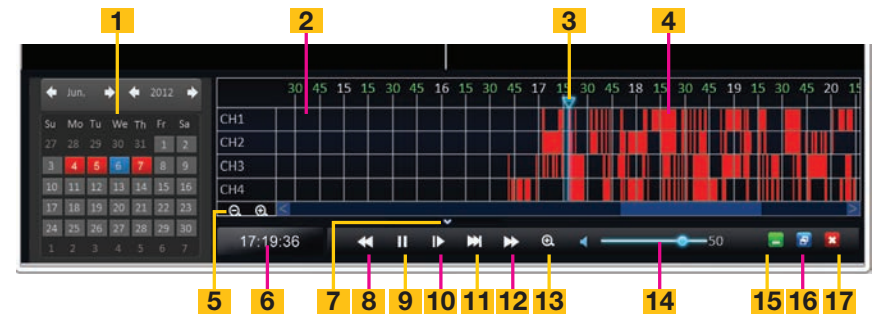 1 2 3 4
Jun. 2012
30 45 15 15 30 45 16 15 30 45 17 15 30 45 18 15 30 45 19 15 30 45 20 15
Su Mo Tu We Th Fr Sa
27 28 29 30 31 1 2
3 4 5 6 7 8 9
10 11 12 13 14 15 16
17 18 19 20 21 22 23
24 25 26 27 28 29 30
1 2 3 4 5 6 7
CH1
CH2
CH3
CH4
17:19:36
50
5 6 7 8 9 10 11 12 13 14 15 16 17